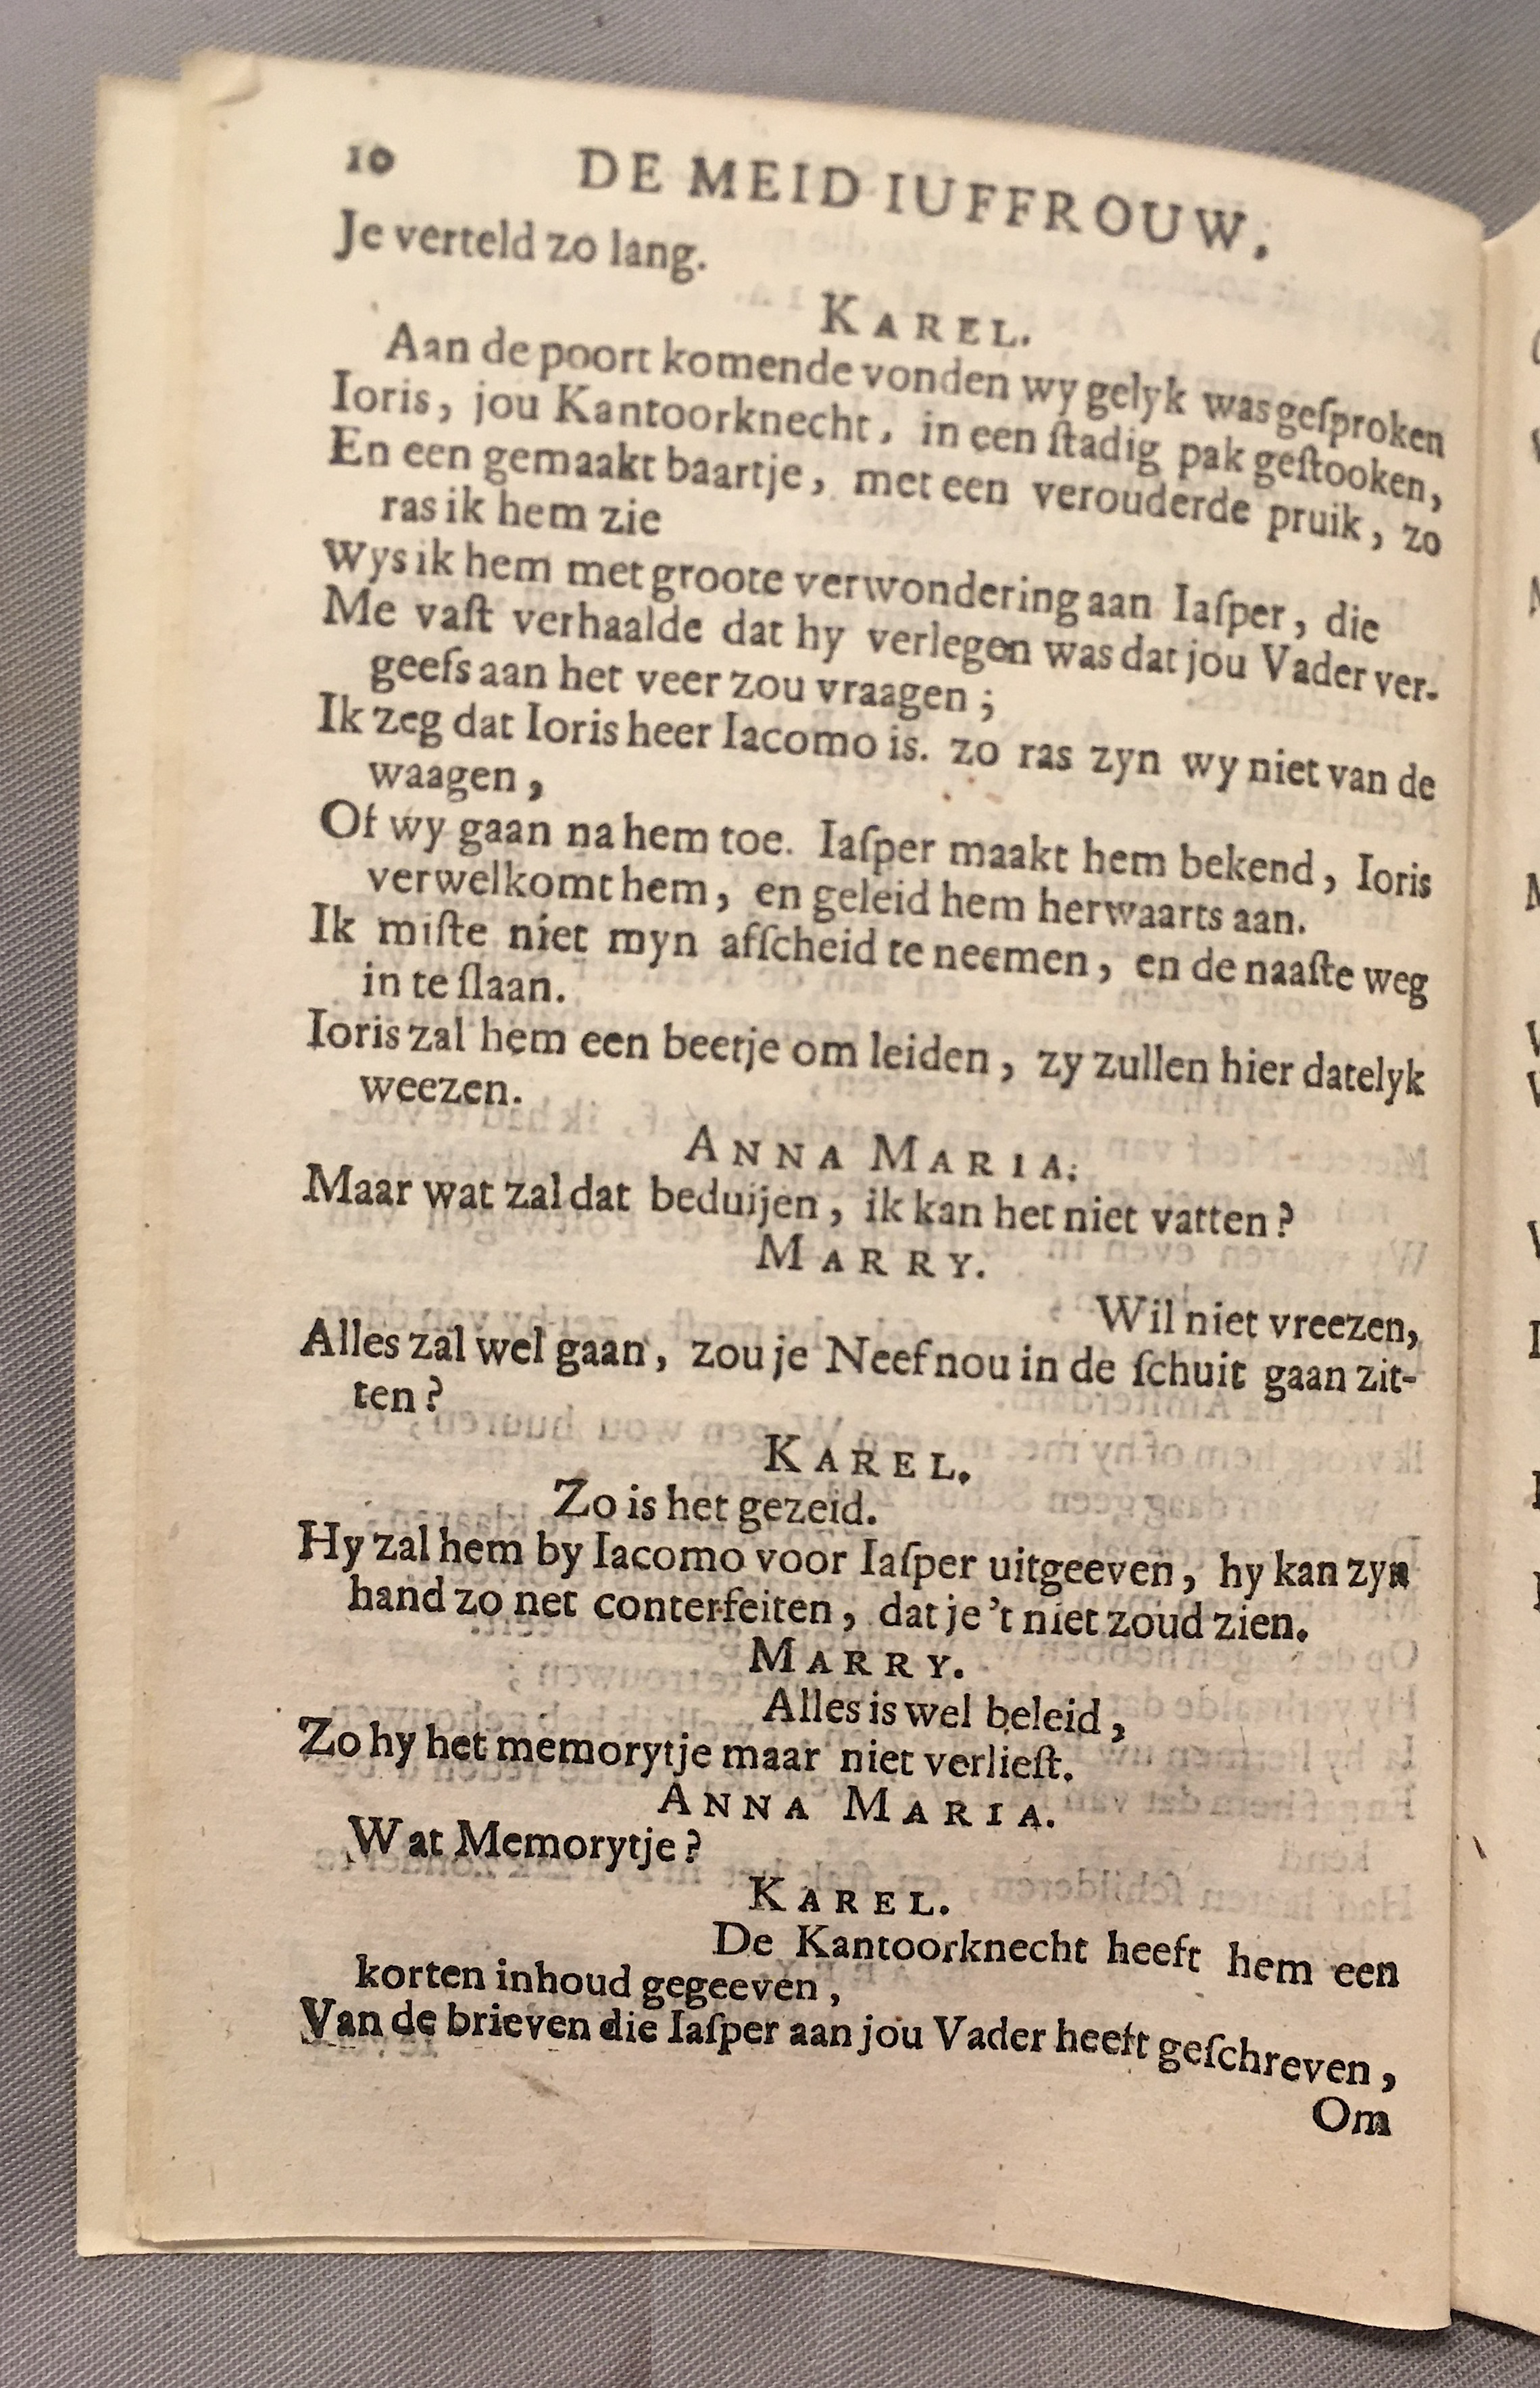 10 DE MEID IUFFROUW.
Je verteld zo lang.
KAREL.
Aan de poort komende vonden wy gelyk was geſproken
Ioris, jou Kantoorknecht, in een ſtadig pak geſtooken,
En een gemaakt baartje, met een verouderde pruik, zo
ras ik hem zie
Wys ik hem met groote verwondering aan Iaſper, die
Me vaſt verhaalde dat hy verlegen was dat jou Vader ver-
geefs aan het veer zou vraagen;
Ik zeg dat Ioris heer Iacomo is. zo ras zyn wy niet van de
waagen,
Of wy gaan na hem toe. Iaſper maakt hem bekend, Ioris
verwelkomt hem, en geleid hem herwaarts aan.
Ik miſte niet myn afſcheid te neemen, en de naaſte weg
in te ſlaan.
Ioris zal hem een beetje om leiden, zy zullen hier datelyk
weezen.
ANNA MARIA.
Maar wat zal dat beduijen, ik kan het niet vatten?
MARRY.
Wil niet vreezen,
Alles zal wel gaan, zou je Neef nou in de ſchuit gaan zit-
ten?
KAREL.
Zo is het gezeid.
Hy zal hem by Iacomo voor Iaſper uitgeeven, hy kan zyn
hand zo net conterfeiten, dat je 't niet zoud zien.
MARRY.
Alles is wel beleid,
Zo hy het memorytje maar niet verlieſt.
ANNA MARIA.
Wat Memorytje?
KAREL.
De Kantoorknecht heeft hem een
korten inhoud gegeeven,
Van de brieven die Iaſper aan jou Vader heeft geſchreven,
Om